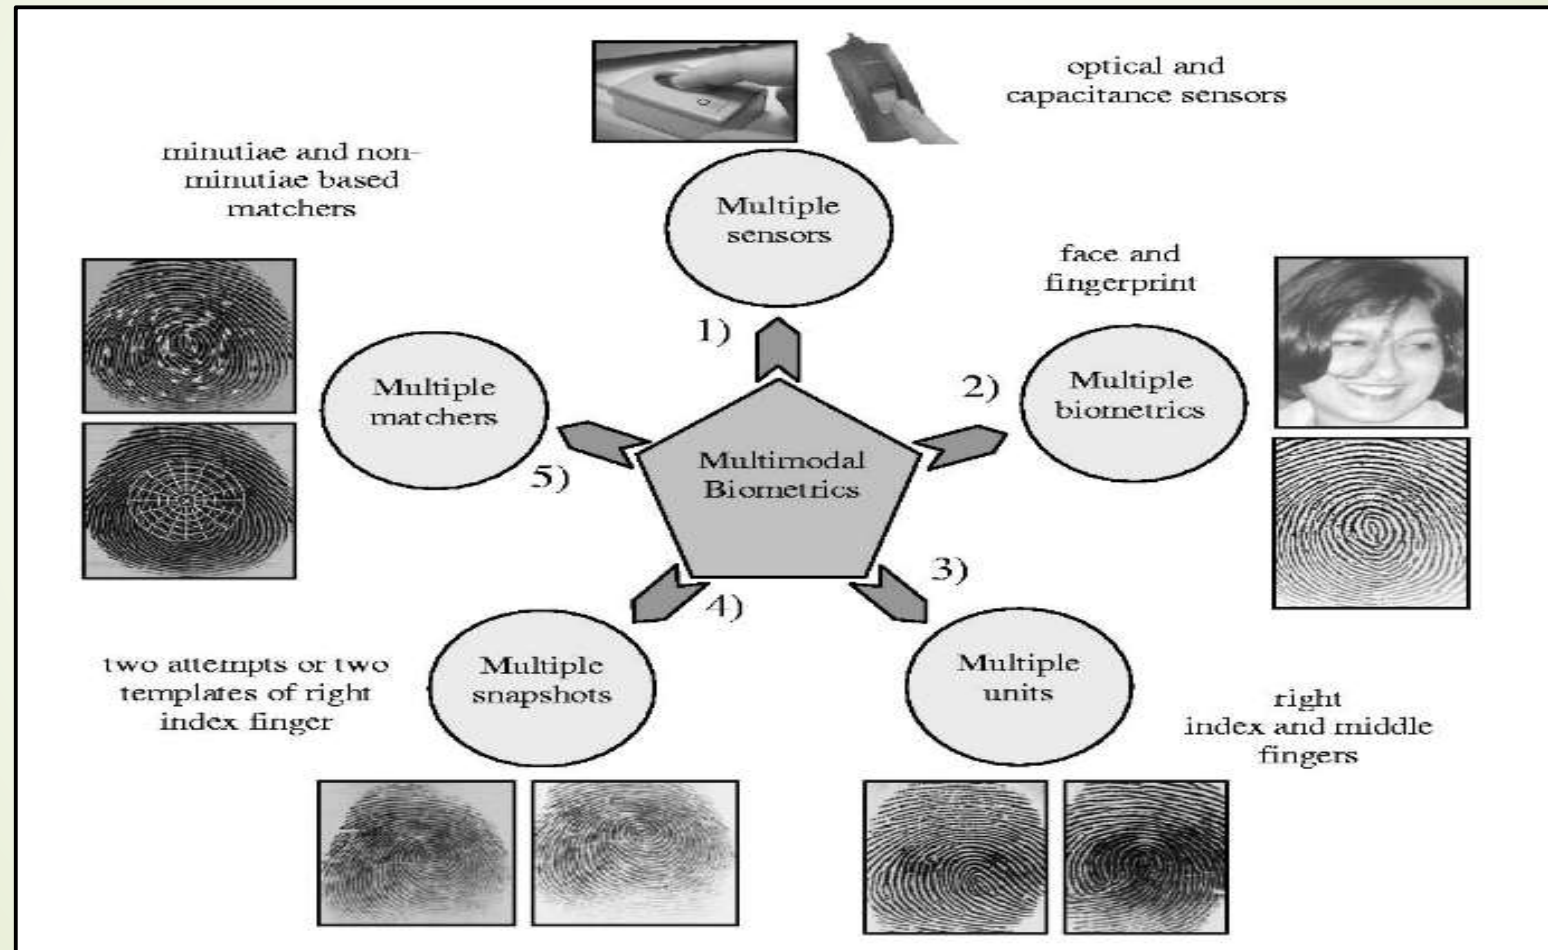 optical and
capacitance sensors
minutiae and non-
minutiae based
matchers
Multiple
sensors
face and
fingerprint
1)
2)
Multiple
biometrics
Multiple
matchers
5)
Multimodal
Biometrics
3)
4)
two attempts or two
templates of right
index finger
Multiple
snapshots
Multiple
units
right
index and middle
fingers